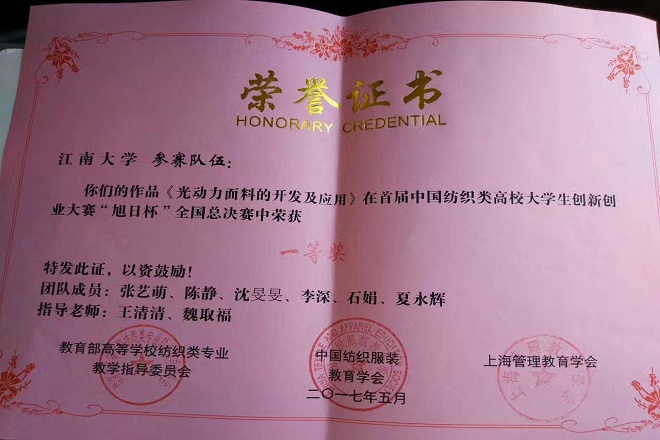 荣誉证书
HONORARY CREDENTIAL
江南大学 参赛队伍：
你们的作品《光动力面料的开发及应用》在首届中国纺织类高校大学生创新创
业大赛“旭日杯”全国总决赛中荣获
一等奖
特发此证，以资鼓励！
团队成员：张艺萌、陈静、沈旻旻、李深、石娟、夏永辉
指导老师：王清清、魏取福
教育部高等学校纺织类专业
教学指导委员会
中国纺织服装
教育学会
二〇一七年五月
上海管理教育学会